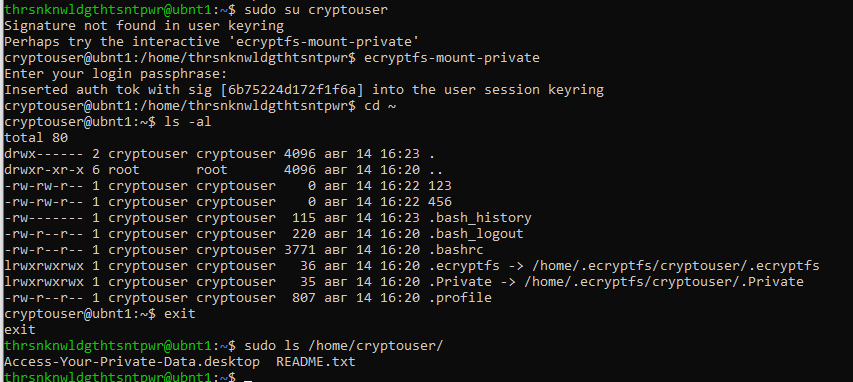 thrsnknwldgthtsntpwr@ubnt1:~$ sudo su cryptouser
Signature not found in user keyring
Perhaps try the interactive 'ecryptfs-mount-private'
cryptouser@ubnt1:/home/thrsnknwldgthtsntpwr$ ecryptfs-mount-private
Enter your login passphrase:
Inserted auth tok with sig [6b75224d172f1f6a] into the user session keyring
cryptouser@ubnt1:/home/thrsnknwldgthtsntpwr$ cd ~
cryptouser@ubnt1:~$ ls -al
total 80
drwx------ 2 cryptouser cryptouser 4096 авг 14 16:23 .
drwxr-xr-x 6 root       root       4096 авг 14 16:20 ..
-rw-rw-r-- 1 cryptouser cryptouser    0 авг 14 16:22 123
-rw-rw-r-- 1 cryptouser cryptouser    0 авг 14 16:22 456
-rw------- 1 cryptouser cryptouser  115 авг 14 16:23 .bash_history
-rw-r--r-- 1 cryptouser cryptouser  220 авг 14 16:20 .bash_logout
-rw-r--r-- 1 cryptouser cryptouser 3771 авг 14 16:20 .bashrc
lrwxrwxrwx 1 cryptouser cryptouser   36 авг 14 16:20 .ecryptfs -> /home/.ecryptfs/cryptouser/.ecryptfs
lrwxrwxrwx 1 cryptouser cryptouser   35 авг 14 16:20 .Private -> /home/.ecryptfs/cryptouser/.Private
-rw-r--r-- 1 cryptouser cryptouser  807 авг 14 16:20 .profile
cryptouser@ubnt1:~$ exit
exit
thrsnknwldgthtsntpwr@ubnt1:~$ sudo ls /home/cryptouser/
Access-Your-Private-Data.desktop  README.txt
thrsnknwldgthtsntpwr@ubnt1:~$